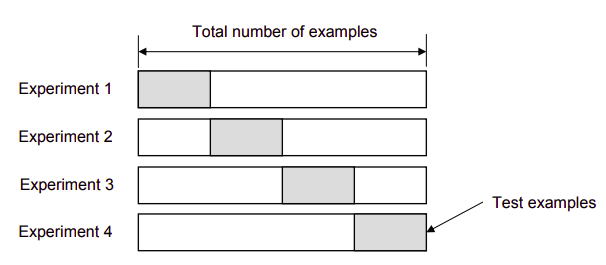 Total number of examples
Experiment 1
Experiment 2
Experiment 3
Test examples
Experiment 4